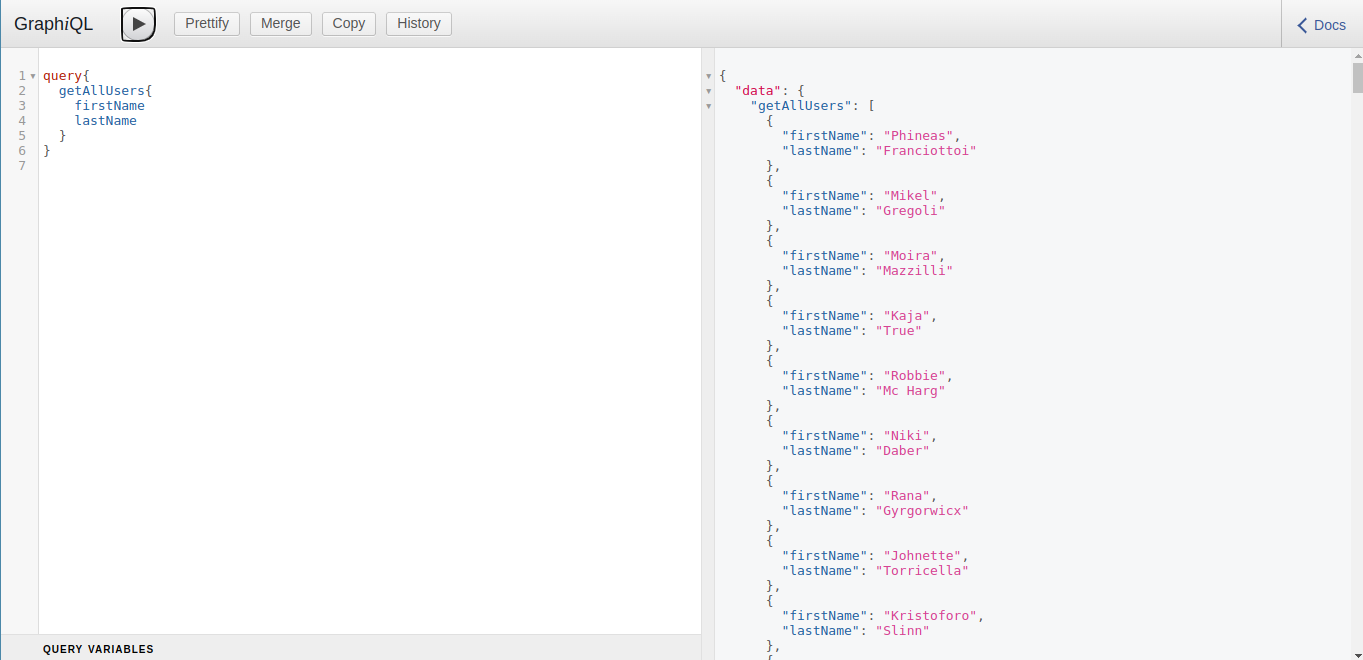 GraphiQL Prettify Merge Copy History Docs
1 query{
2 getAllUsers{
3 firstName
4 lastName
5 }
6 }
7
QUERY VARIABLES
{
"data": {
"getAllUsers": [
{
"firstName": "Phineas",
"lastName": "Franciottoi"
},
{
"firstName": "Mikel",
"lastName": "Gregoli"
},
{
"firstName": "Moira",
"lastName": "Mazzilli"
},
{
"firstName": "Kaja",
"lastName": "True"
},
{
"firstName": "Robbie",
"lastName": "Mc Harg"
},
{
"firstName": "Niki",
"lastName": "Daber"
},
{
"firstName": "Rana",
"lastName": "Gyrgorwicx"
},
{
"firstName": "Johnette",
"lastName": "Torricella"
},
{
"firstName": "Kristoforo",
"lastName": "Slinn"
},
{